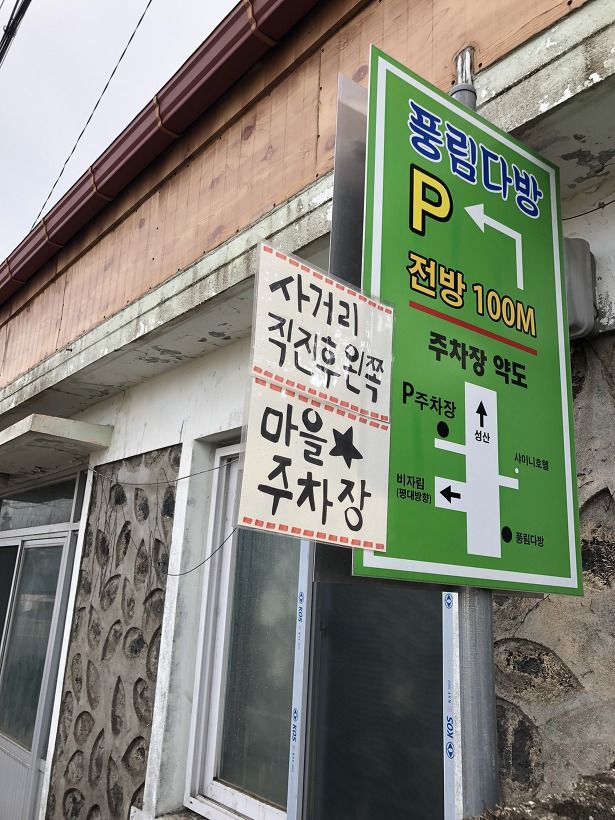 풍림다방
P
전방 100M
주차장 약도
P주차장
성산
샤이니호텔
비자림
(평대방향)
풍림다방
사거리
직진후 왼쪽
마을★
주차장
KOS
KOS
KOS
KOS